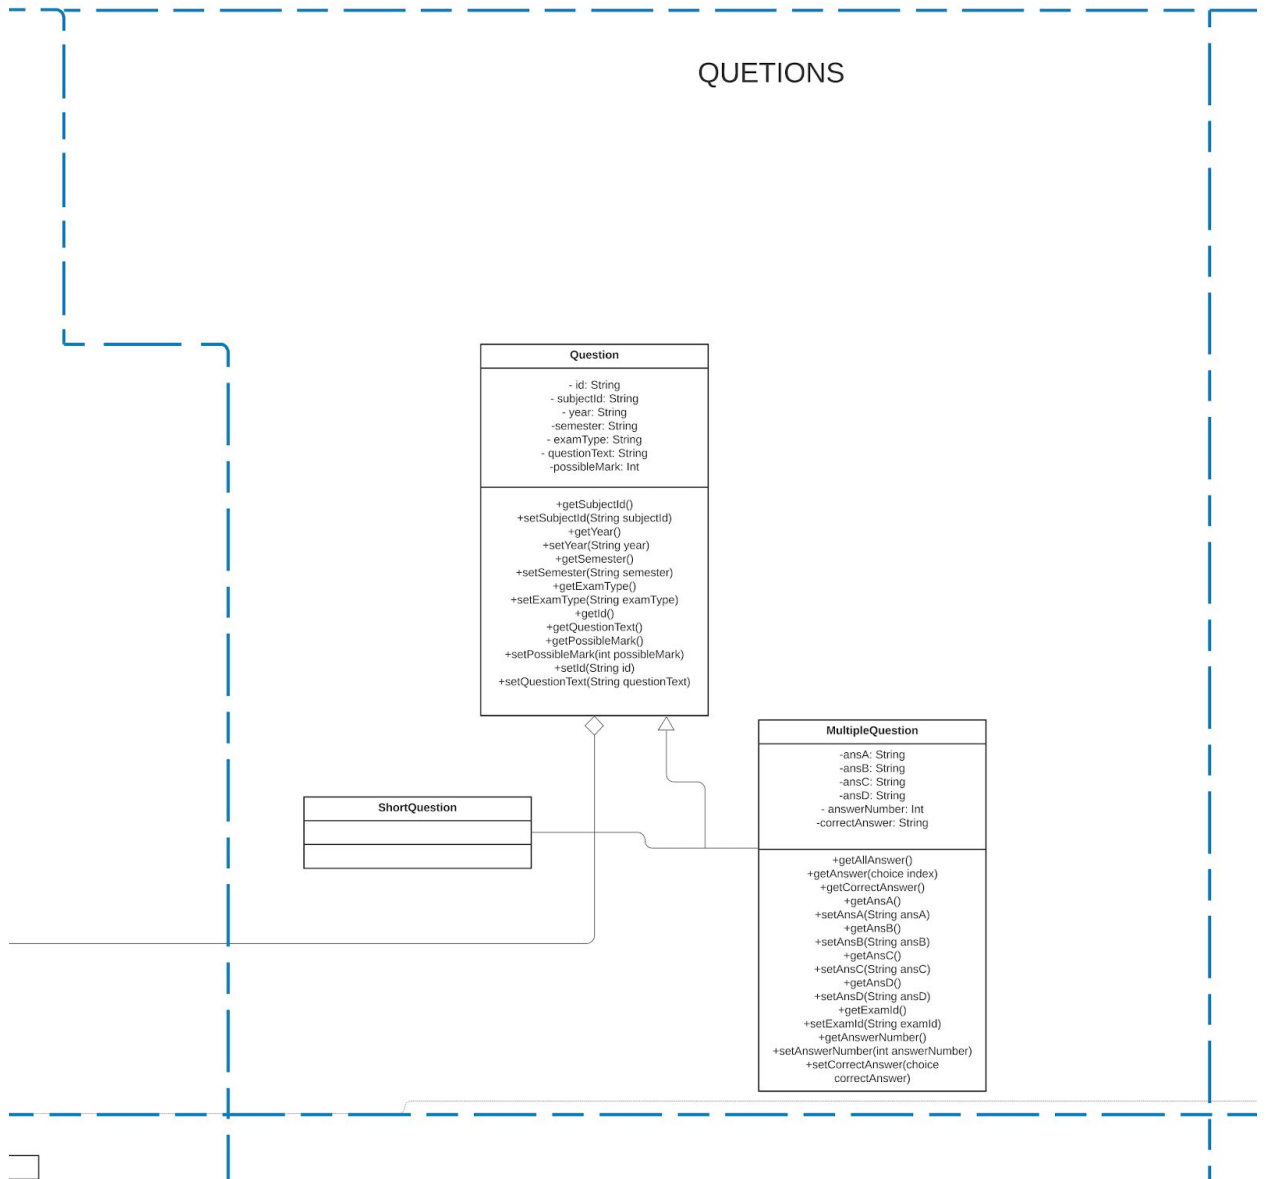 QUETIONS
Question
- id: String
- subjectId: String
- year: String
-semester: String
- examType: String
- questionText: String
-possibleMark: Int
+getSubjectId()
+setSubjectId(String subjectId)
+getYear()
+setYear(String year)
+getSemester()
+setSemester(String semester)
+getExamType()
+setExamType(String examType)
+getId()
+getQuestionText()
+getPossibleMark()
+setPossibleMark(int possibleMark)
+setId(String id)
+setQuestionText(String questionText)
ShortQuestion
MultipleQuestion
-ansA: String
-ansB: String
-ansC: String
-ansD: String
- answerNumber: Int
-correctAnswer: String
+getAllAnswer()
+getAnswer(choice index)
+getCorrectAnswer()
+getAnsA()
+setAnsA(String ansA)
+getAnsB()
+setAnsB(String ansB)
+getAnsC()
+setAnsC(String ansC)
+getAnsD()
+setAnsD(String ansD)
+getExamId()
+setExamId(String examId)
+getAnswerNumber()
+setAnswerNumber(int answerNumber)
+setCorrectAnswer(choice
correctAnswer)